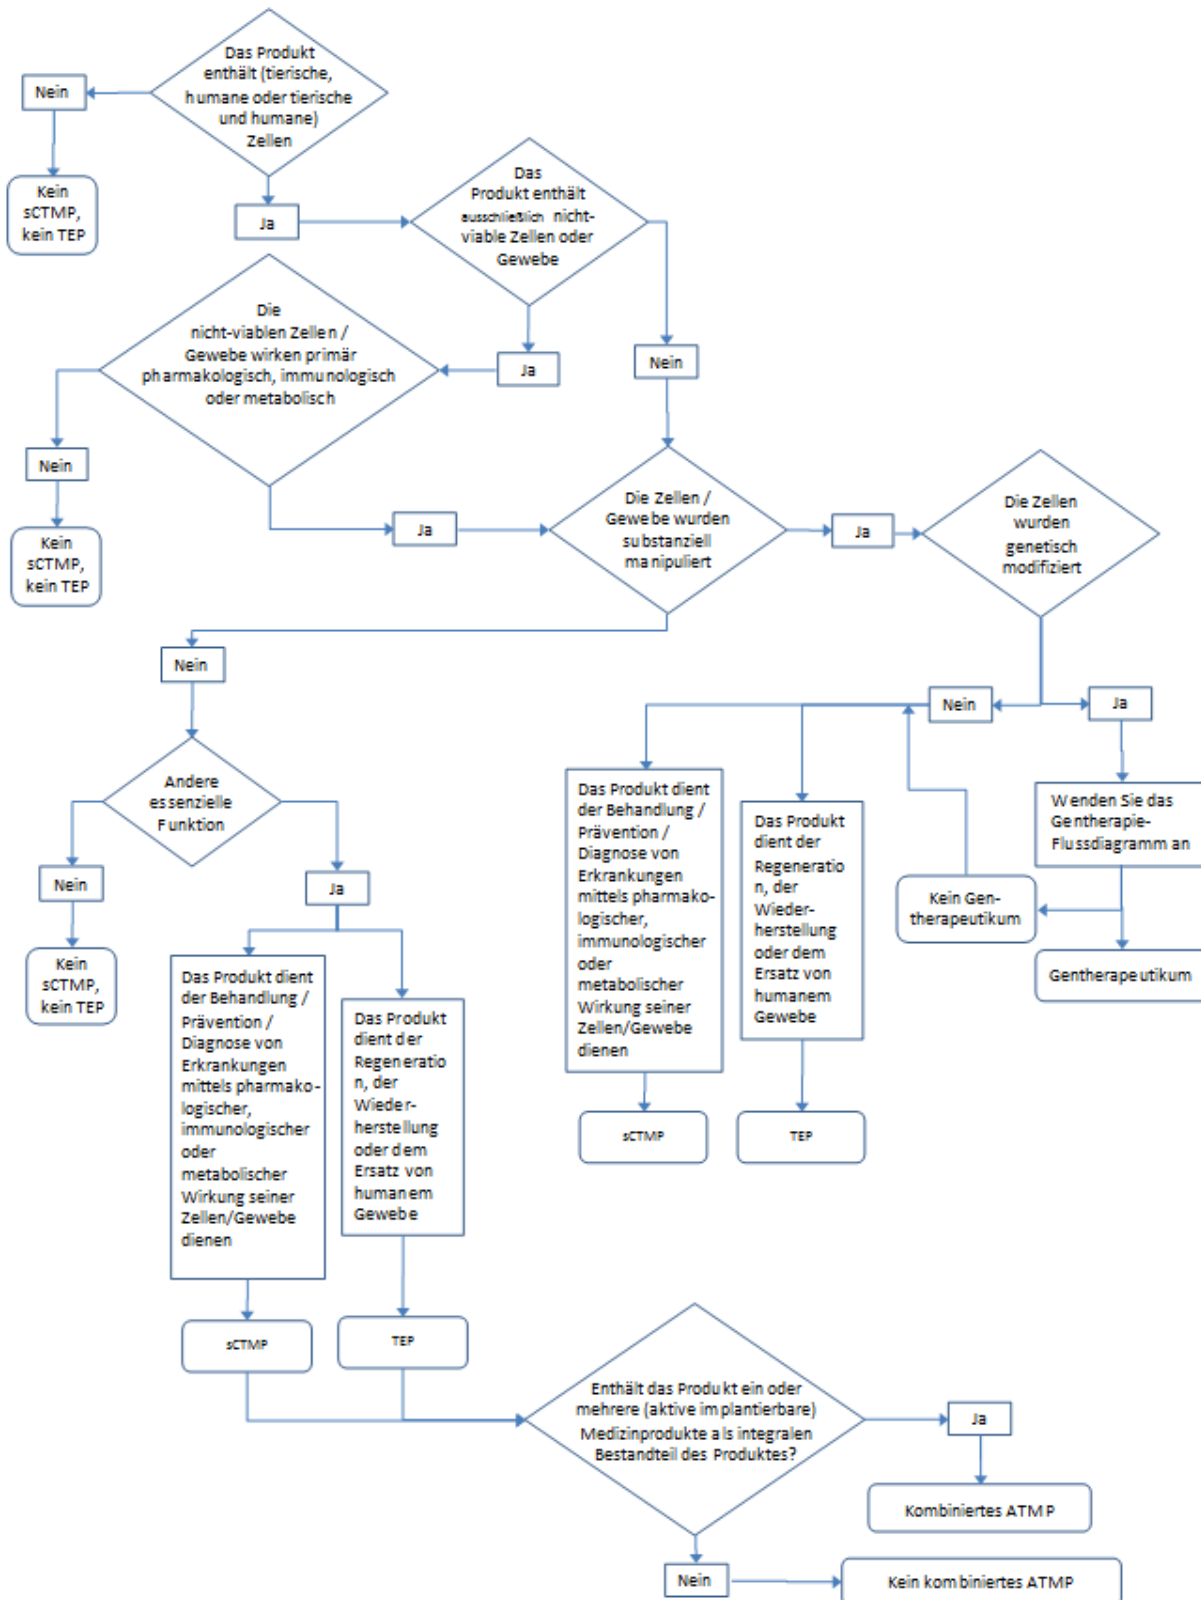 Das Produkt
enthält (tierische,
humane oder tierische
und humane)
Zellen
Nein
Kein
sCTMP,
kein TEP
Ja
Das
Produkt enthält
ausschließlich nicht-
viable Zellen oder
Gewebe
Die
nicht-viablen Zellen /
Gewebe wirken primär
pharmakologisch, immunologisch
oder metabolisch
Ja
Nein
Nein
Kein
sCTMP,
kein TEP
Ja
Die Zellen /
Gewebe wurden
substanziell
manipuliert
Ja
Die Zellen
wurden
genetisch
modifiziert
Nein
Nein
Ja
Andere
essenzielle
Funktion
Nein
Kein
sCTMP,
kein TEP
Ja
Das Produkt dient
der Behandlung /
Prävention /
Diagnose von
Erkrankungen
mittels pharmako-
logischer,
immunologischer
oder
metabolischer
Wirkung seiner
Zellen/Gewebe
dienen
Das Produkt
dient der
Regeneratio
n, der
Wieder-
herstellung
oder dem
Ersatz von
humanem
Gewebe
Wenden Sie das
Gentherapie-
Flussdiagramm an
Kein Gen-
therapeutikum
Gentherapeutikum
sCTMP
TEP
Das Produkt dient
der Behandlung /
Prävention /
Diagnose von
Erkrankungen
mittels pharmako-
logischer,
immunologischer
oder
metabolischer
Wirkung seiner
Zellen/Gewebe
dienen
Das Produkt
dient der
Regeneratio
n, der
Wieder-
herstellung
oder dem
Ersatz von
humanem
Gewebe
sCTMP
TEP
Enthält das Produkt ein oder
mehrere (aktive implantierbare)
Medizinprodukte als integralen
Bestandteil des Produktes?
Ja
Kombiniertes ATMP
Nein
Kein kombiniertes ATMP